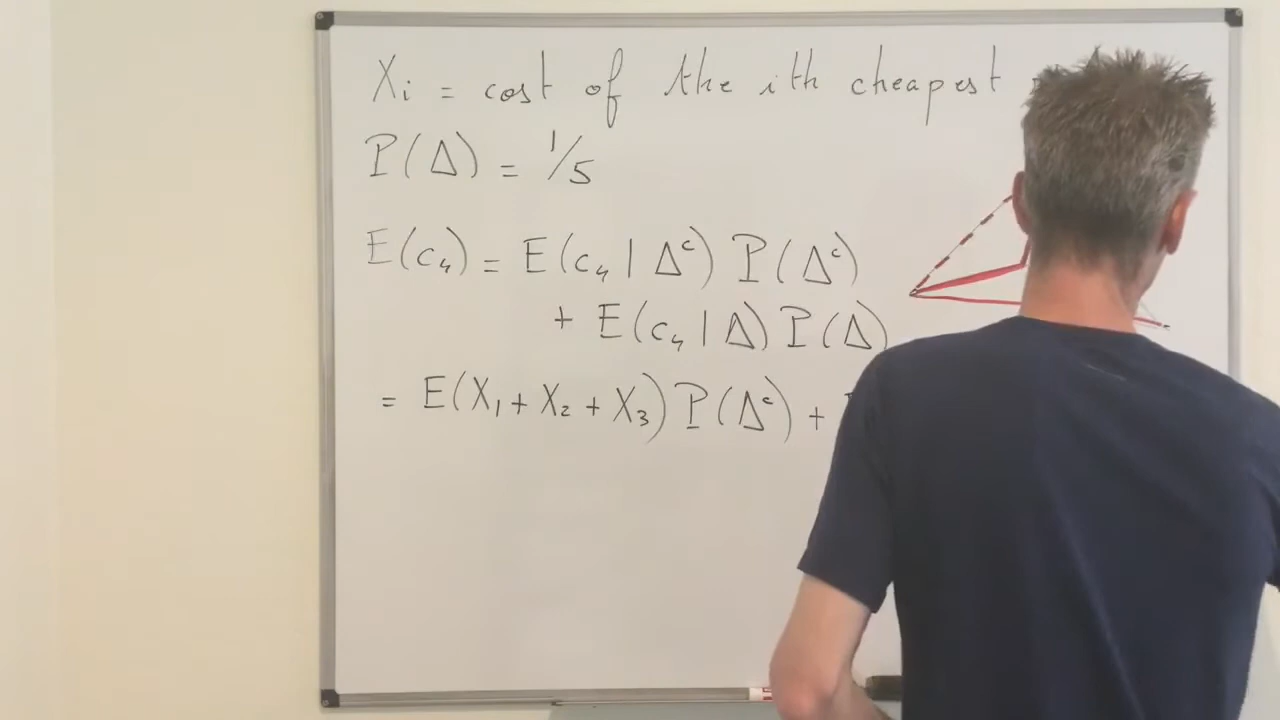 Xi = cost of the ith cheapest
P(Δ) = 1/5
E(c₄) = E(c₄ | Δᶜ) P(Δᶜ)
+ E(c₄ | Δ) P(Δ)
= E(X₁ + X₂ + X₃) P(Δᶜ) +